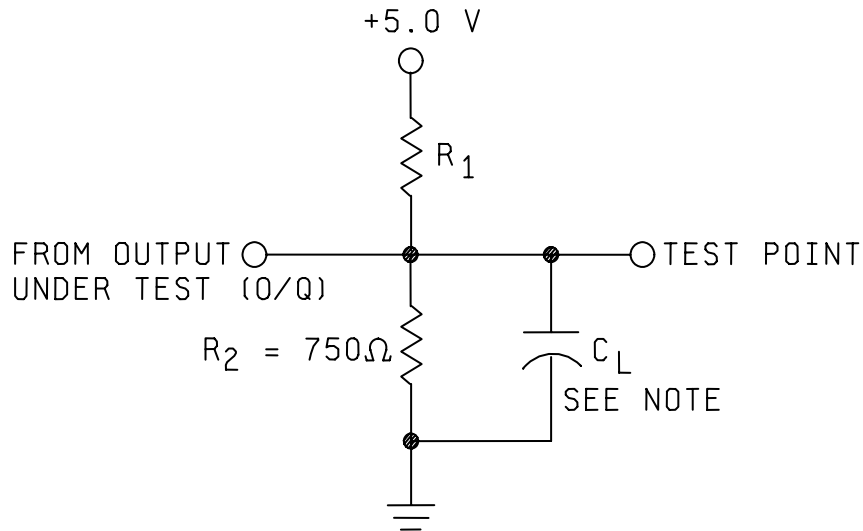 +5.0 V
R1
FROM OUTPUT
UNDER TEST (O/Q)
TEST POINT
R2 = 750Ω
CL
SEE NOTE